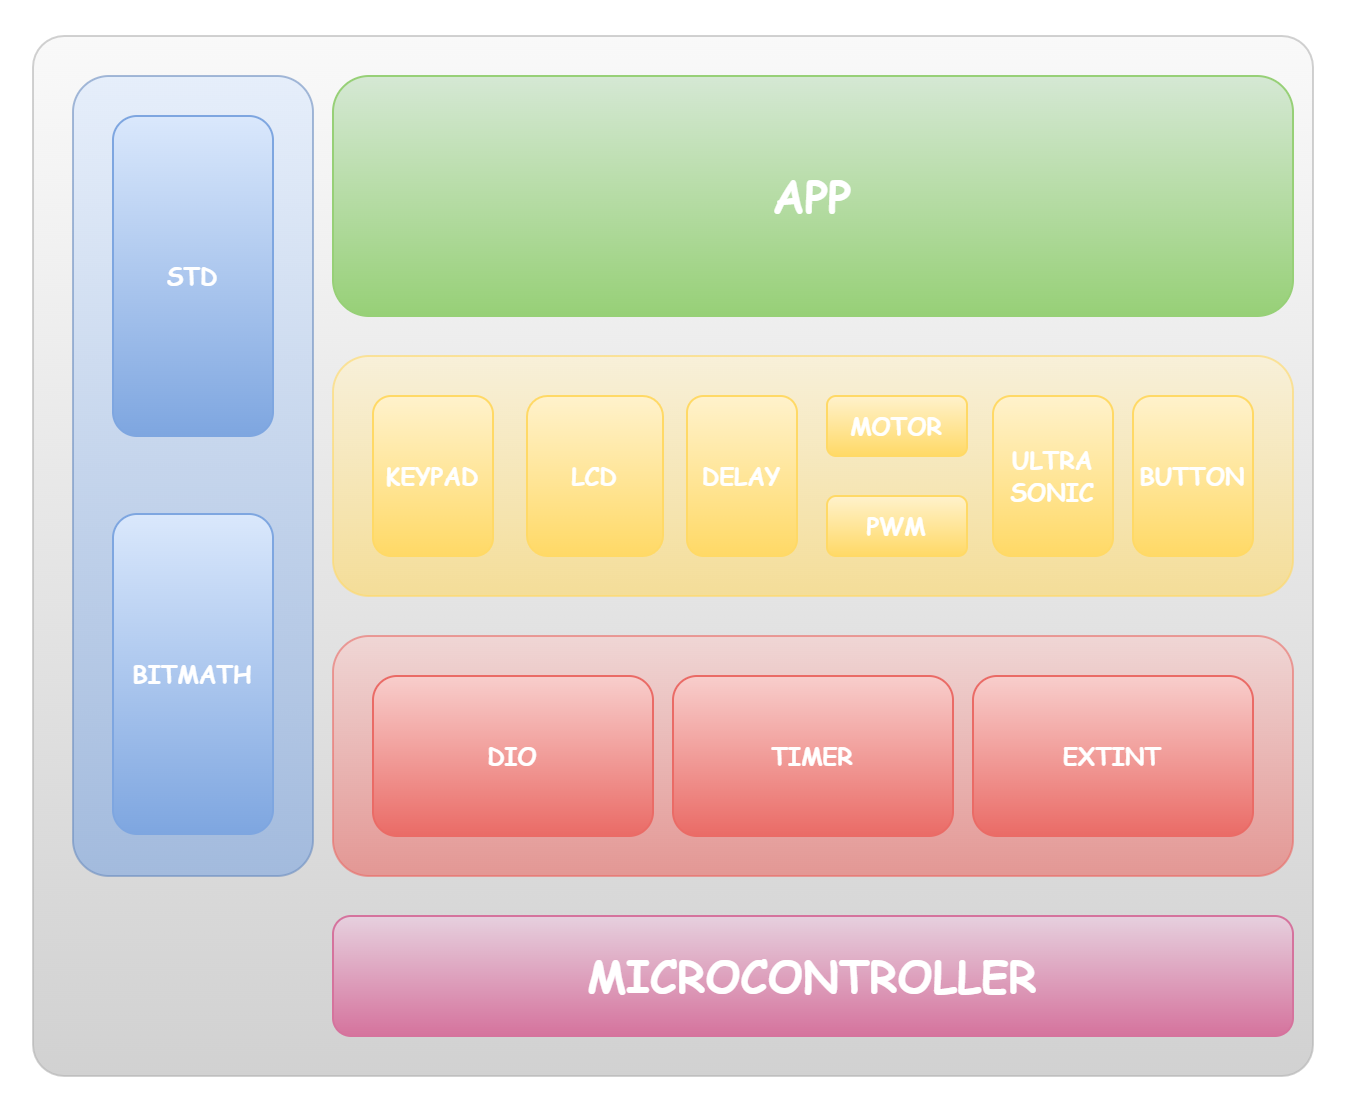 APP
STD
KEYPAD
LCD
DELAY
MOTOR
PWM
ULTRA
SONIC
BUTTON
BITMATH
DIO
TIMER
EXTINT
MICROCONTROLLER